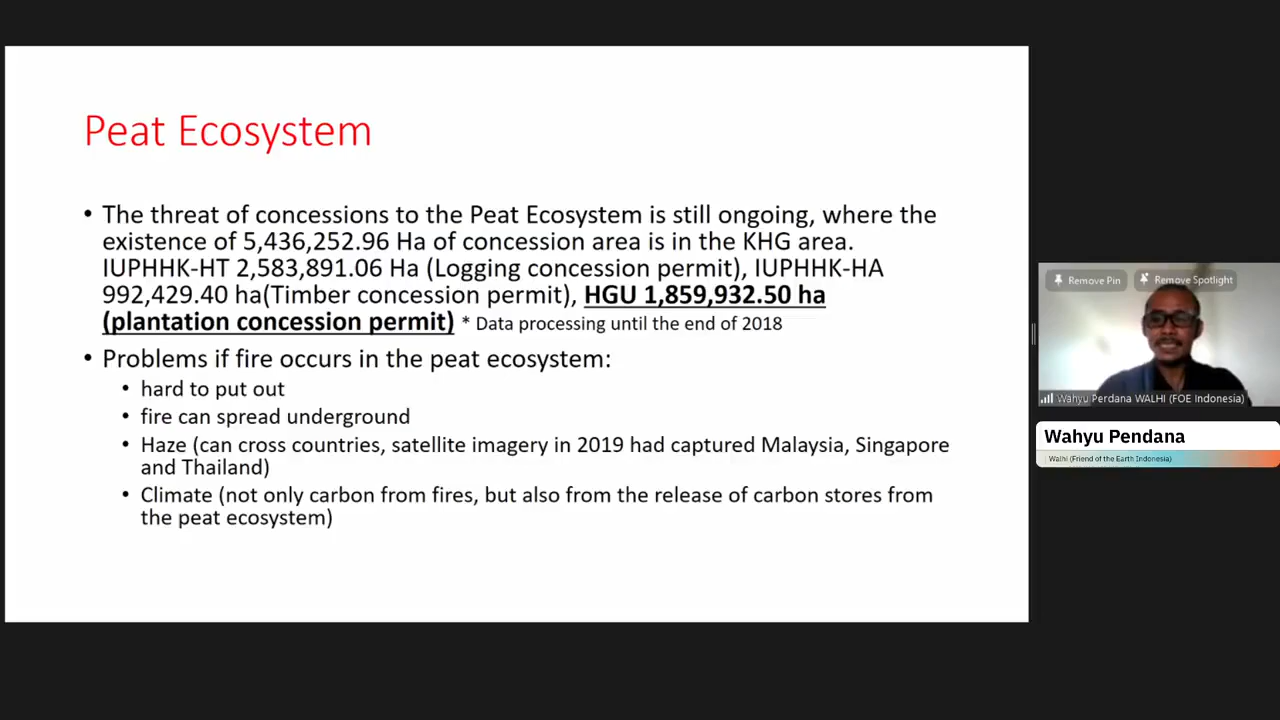 Peat Ecosystem
• The threat of concessions to the Peat Ecosystem is still ongoing, where the
existence of 5,436,252.96 Ha of concession area is in the KHG area.
IUPHHK-HT 2,583,891.06 Ha (Logging concession permit), IUPHHK-HA
992,429.40 ha(Timber concession permit), HGU 1,859,932.50 ha
(plantation concession permit) * Data processing until the end of 2018
• Problems if fire occurs in the peat ecosystem:
• hard to put out
• fire can spread underground
• Haze (can cross countries, satellite imagery in 2019 had captured Malaysia, Singapore
and Thailand)
• Climate (not only carbon from fires, but also from the release of carbon stores from
the peat ecosystem)
Remove Pin
Remove Spotlight
Wahyu Perdana WALHI (FOE Indonesia)
Wahyu Pendana
Walhi (Friend of the Earth Indonesia)